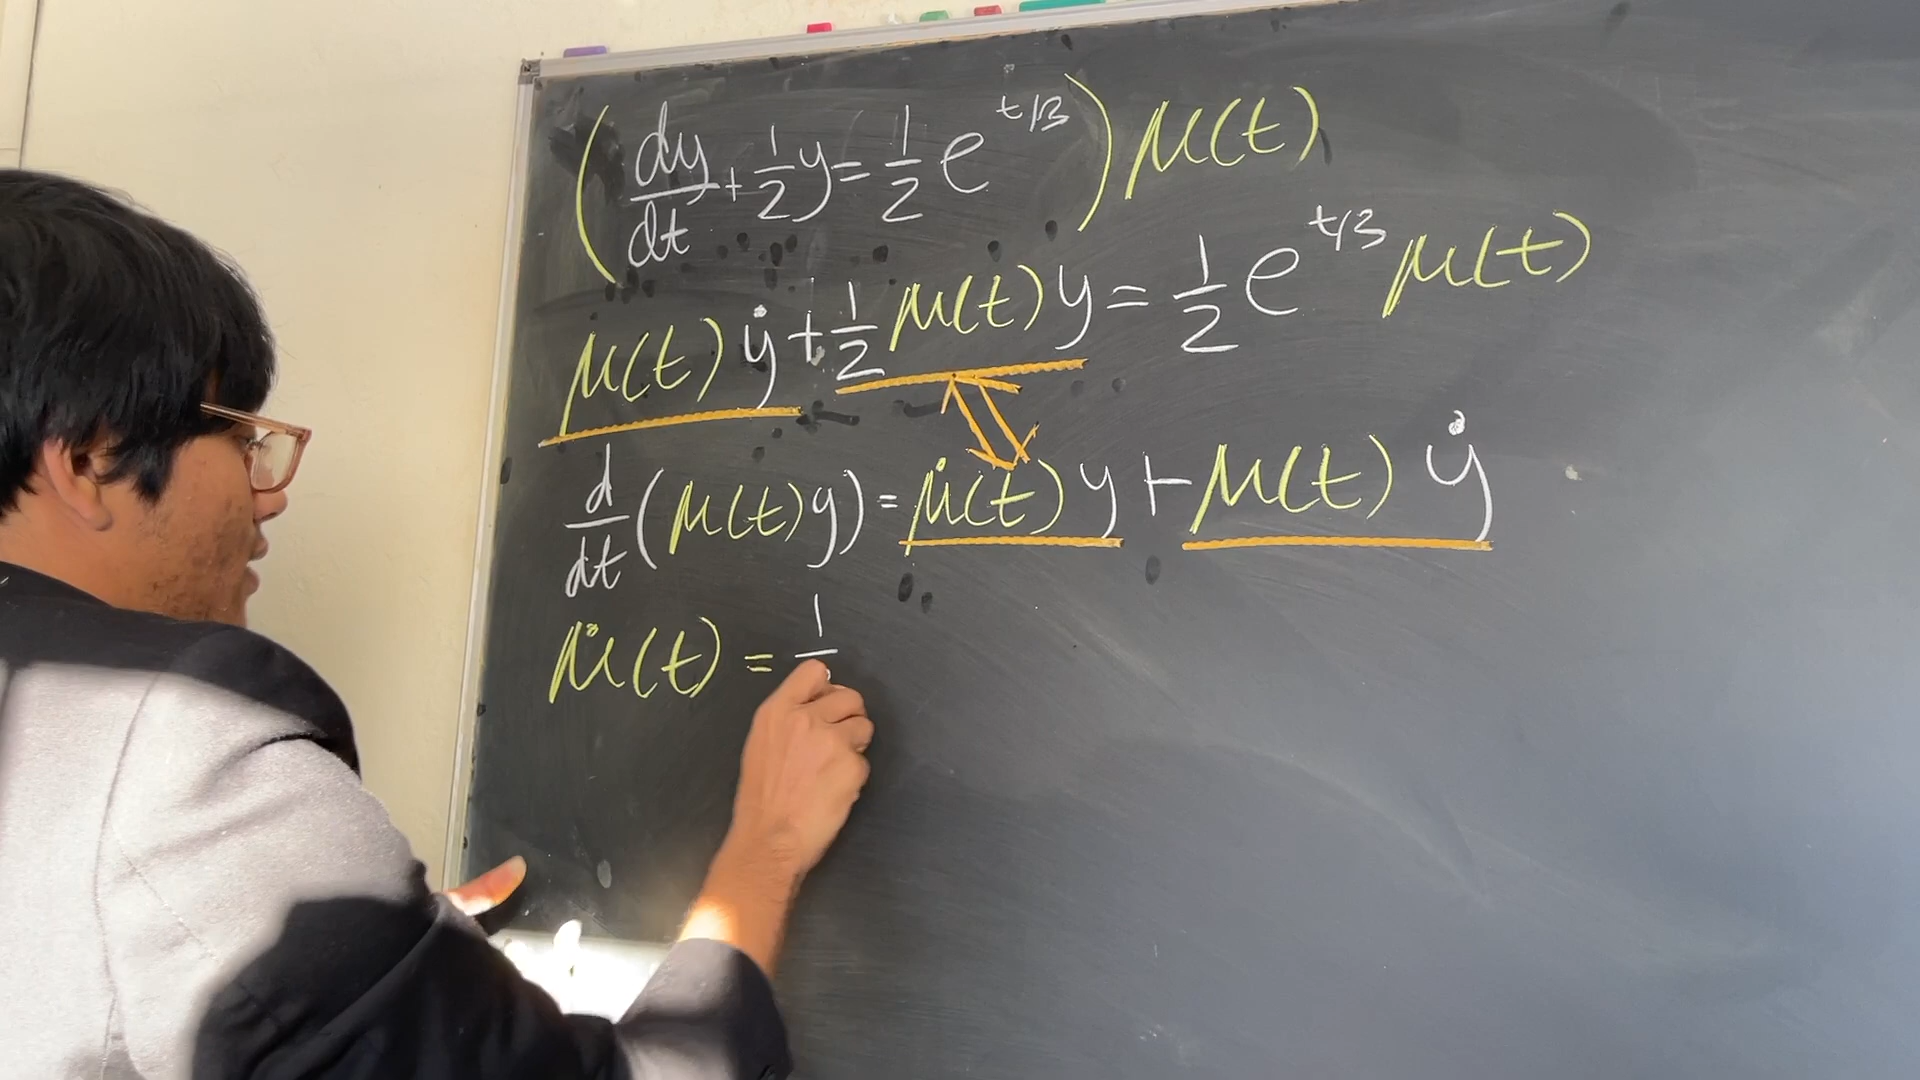 (dy/dt + 1/2 y = 1/2 e^{t/3}) μ(t)
μ(t) ẏ + 1/2 μ(t) y = 1/2 e^{t/3} μ(t)
d/dt (μ(t) y) = μ̇(t) y + μ(t) ẏ
μ̇(t) = 1/